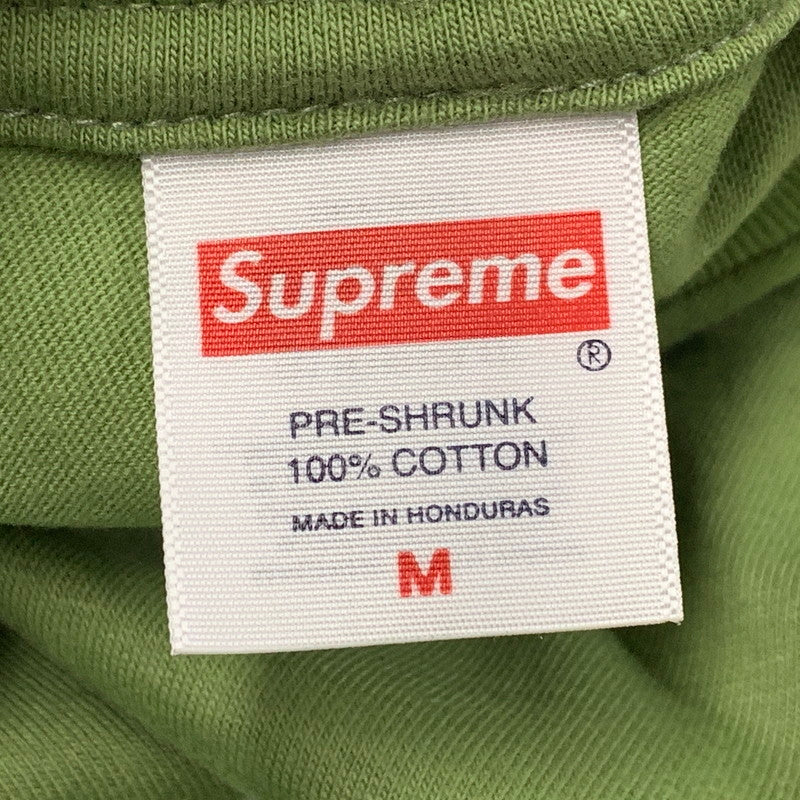 Supreme
®
PRE-SHRUNK
100% COTTON
MADE IN HONDURAS
M